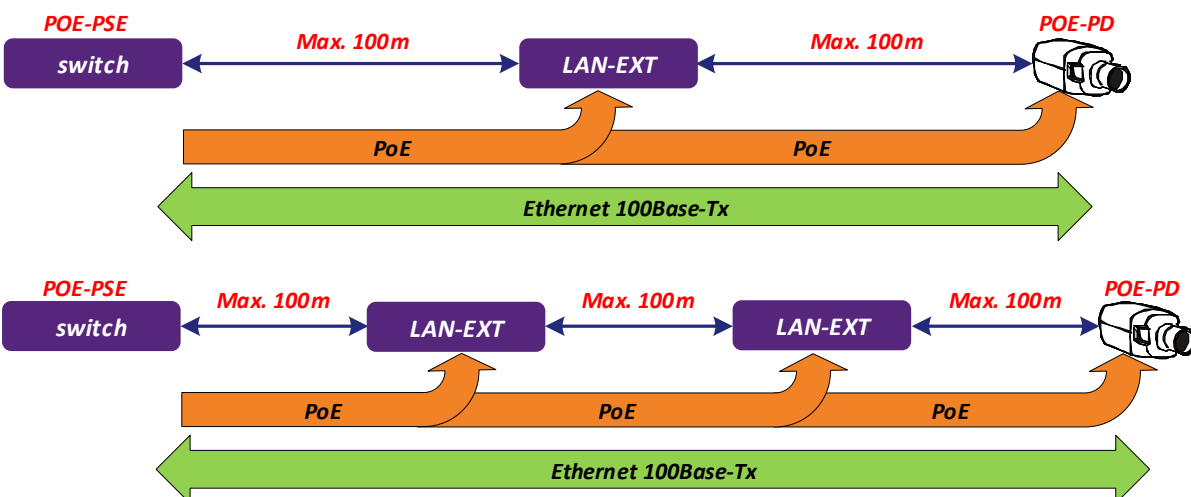 POE-PSE
POE-PD
Max. 100m
Max. 100m
switch
LAN-EXT
PoE
PoE
Ethernet 100Base-Tx
POE-PSE
POE-PD
Max. 100m
Max. 100m
Max. 100m
switch
LAN-EXT
LAN-EXT
PoE
PoE
PoE
Ethernet 100Base-Tx